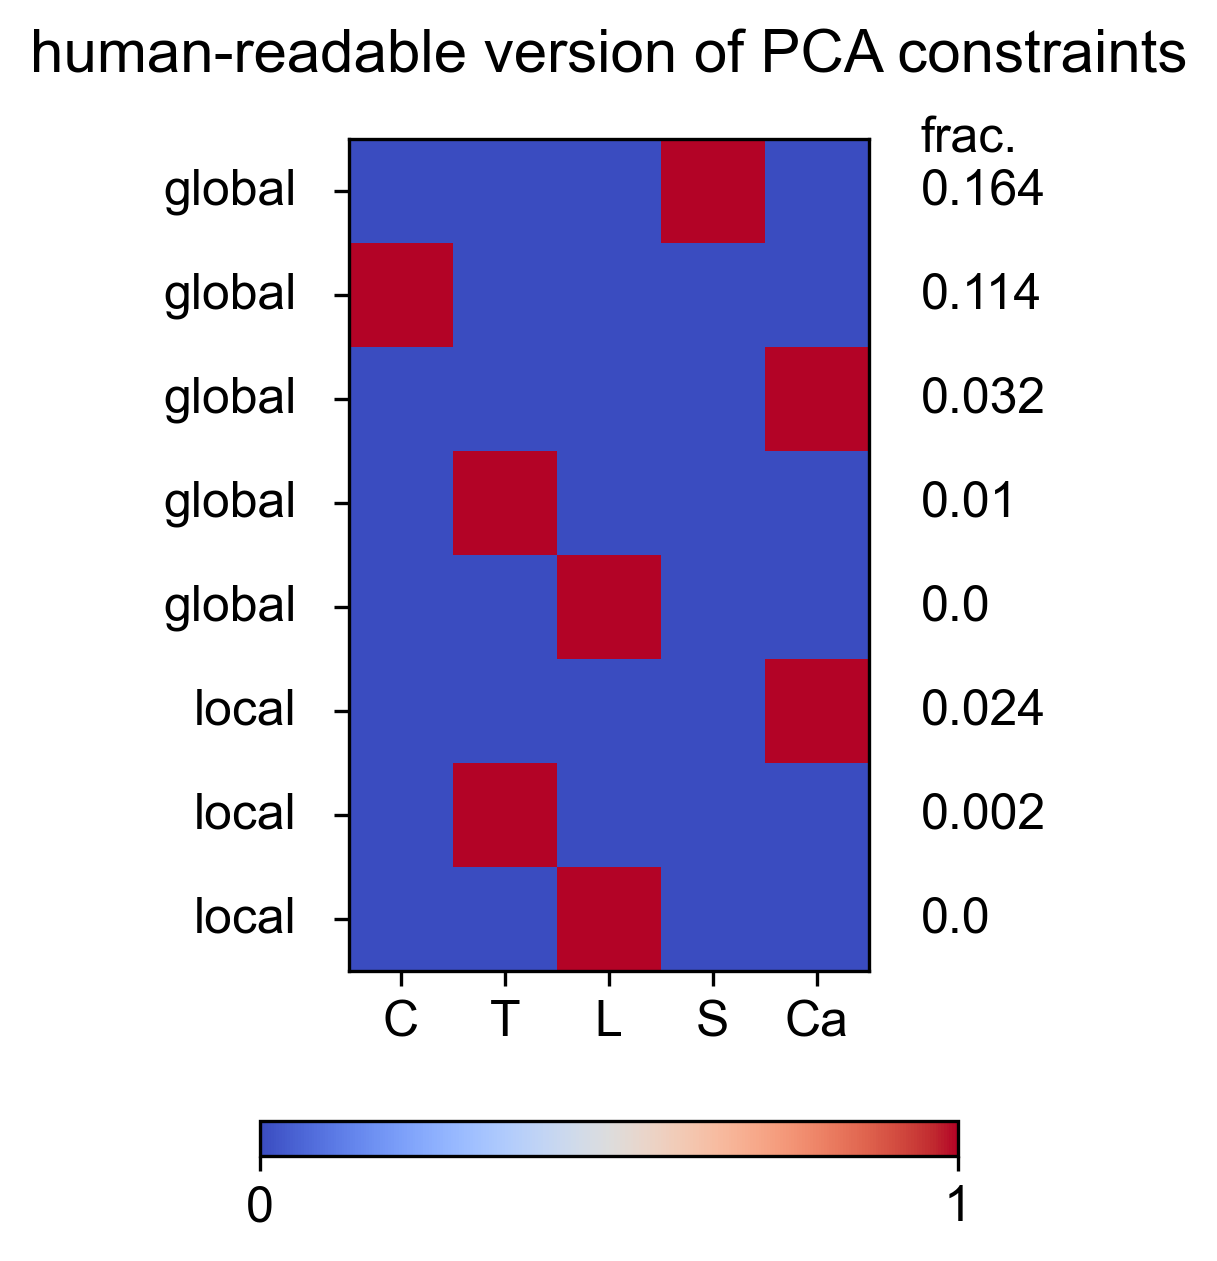 human-readable version of PCA constraints
frac.
global 0.164
global 0.114
global 0.032
global 0.01
global 0.0
local 0.024
local 0.002
local 0.0
C T L S Ca
0 1